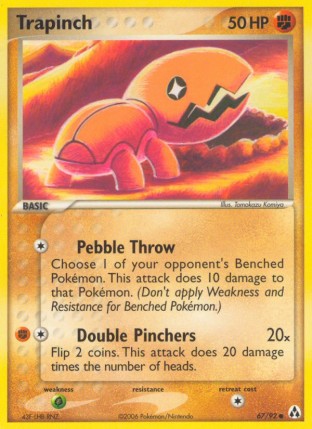 Trapinch 50 HP
Illus. Tomokazu Komiya
BASIC
Pebble Throw
Choose 1 of your opponent's Benched
Pokémon. This attack does 10 damage to
that Pokémon. (Don't apply Weakness and
Resistance for Benched Pokémon.)
Double Pinchers 20x
Flip 2 coins. This attack does 20 damage
times the number of heads.
weakness resistance retreat cost
©2006 Pokémon/Nintendo 67/92